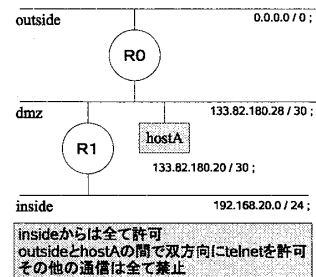 outside 0.0.0.0 / 0 ;
R0
dmz 133.82.180.28 / 30 ;
R1
hostA
133.82.180.20 / 30 ;
inside 192.168.20.0 / 24 ;
insideからは全て許可
outsideとhostAの間で双方向にtelnetを許可
その他の通信は全て禁止